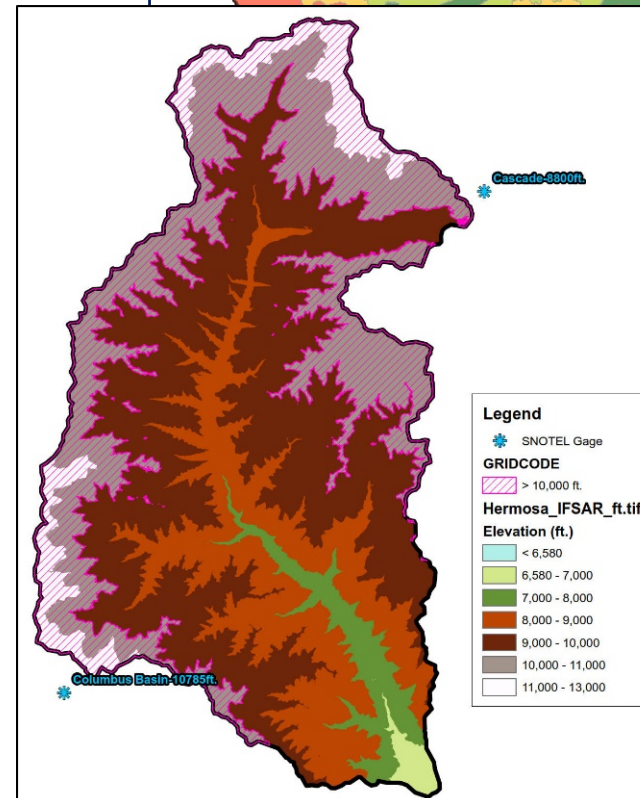 Cascade-8800ft.
Columbus Basin-10785ft.
Legend
SNOTEL Gage
GRIDCODE
> 10,000 ft.
Hermosa_IFSAR_ft.tif
Elevation (ft.)
< 6,580
6,580 - 7,000
7,000 - 8,000
8,000 - 9,000
9,000 - 10,000
10,000 - 11,000
11,000 - 13,000